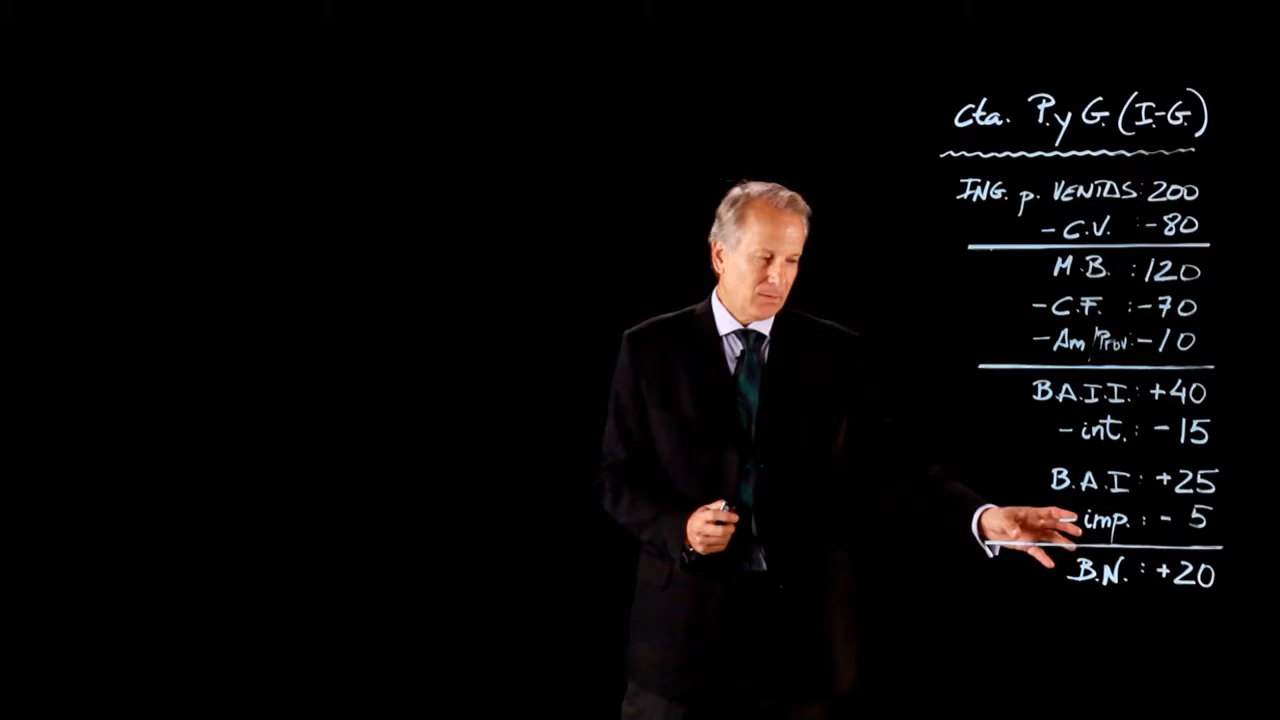 Cta. P. y G. (I.-G.)
ING. p. VENTAS: 200
- C.V. : -80
M.B. : 120
- C.F. : -70
- Am/Prov: -10
B.A.I.I.: +40
- int. : -15
B.A.I: +25
- imp. : - 5
B.N. : +20